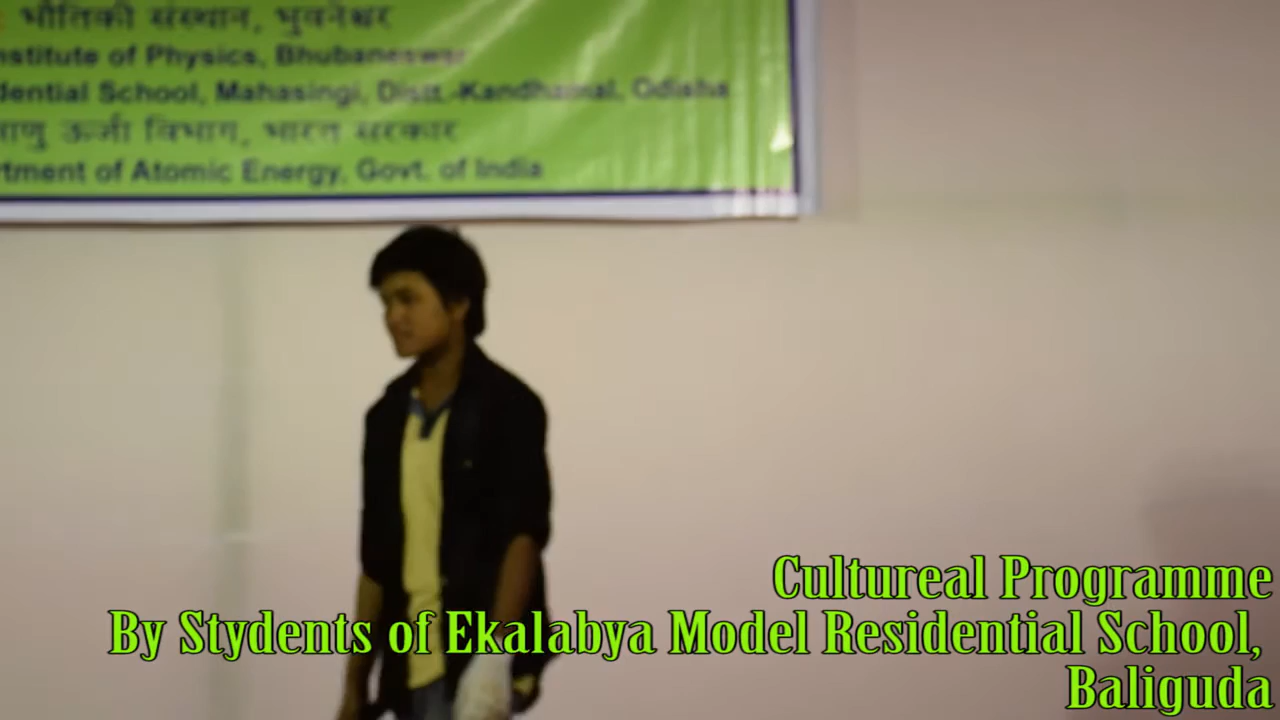 भौतिकी संस्थान, भुवनेश्वर
nstitute of Physics, Bhubaneswar
dential School, Mahasingi, Distt.-Kandhamal, Odisha
ाणु ऊर्जा विभाग, भारत सरकार
rtment of Atomic Energy, Govt. of India
Cultureal Programme
By Stydents of Ekalabya Model Residential School,
Baliguda